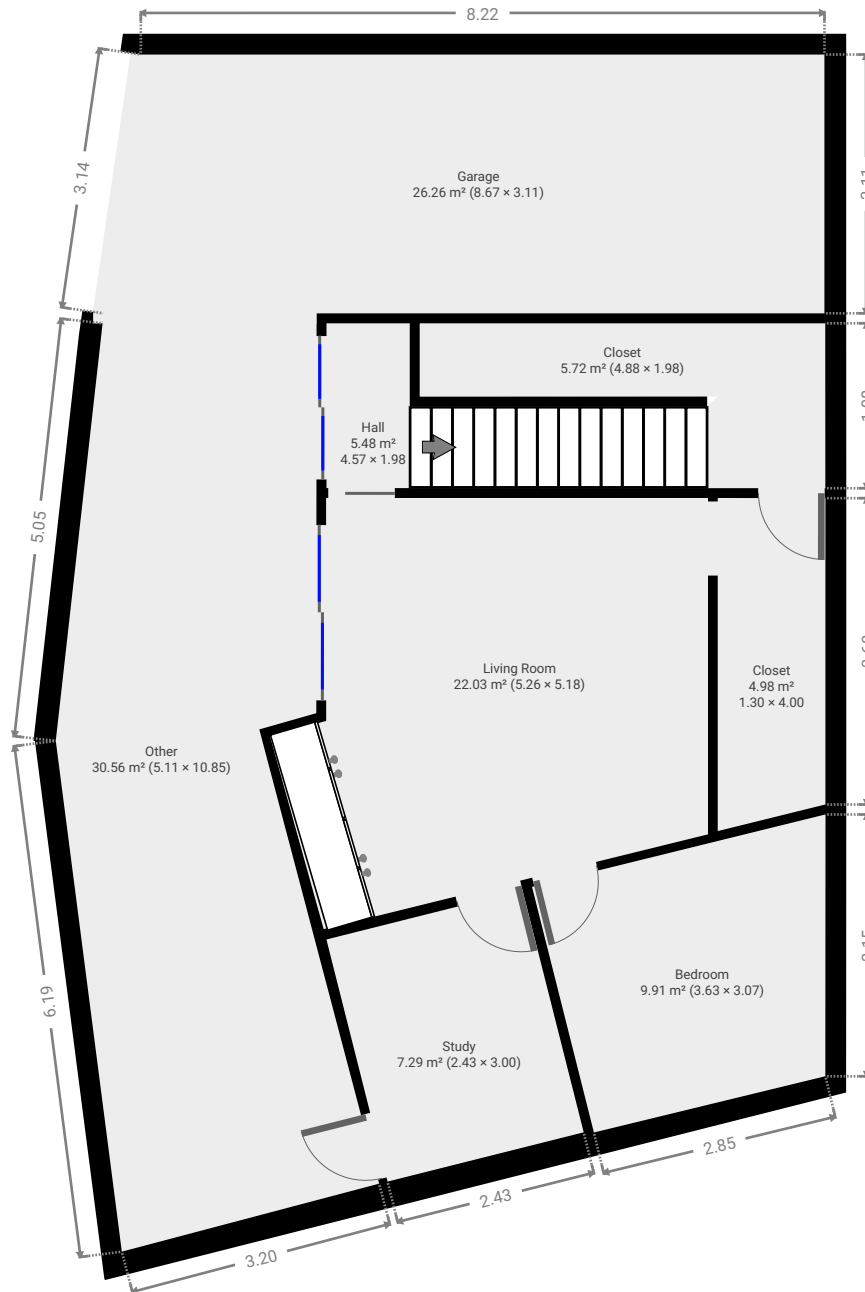 8.22
3.14
Garage
26.26 m² (8.67 × 3.11)
Closet
5.72 m² (4.88 × 1.98)
Hall
5.48 m²
4.57 × 1.98
5.05
Living Room
22.03 m² (5.26 × 5.18)
Closet
4.98 m²
1.30 × 4.00
Other
30.56 m² (5.11 × 10.85)
6.19
Bedroom
9.91 m² (3.63 × 3.07)
Study
7.29 m² (2.43 × 3.00)
2.85
2.43
3.20